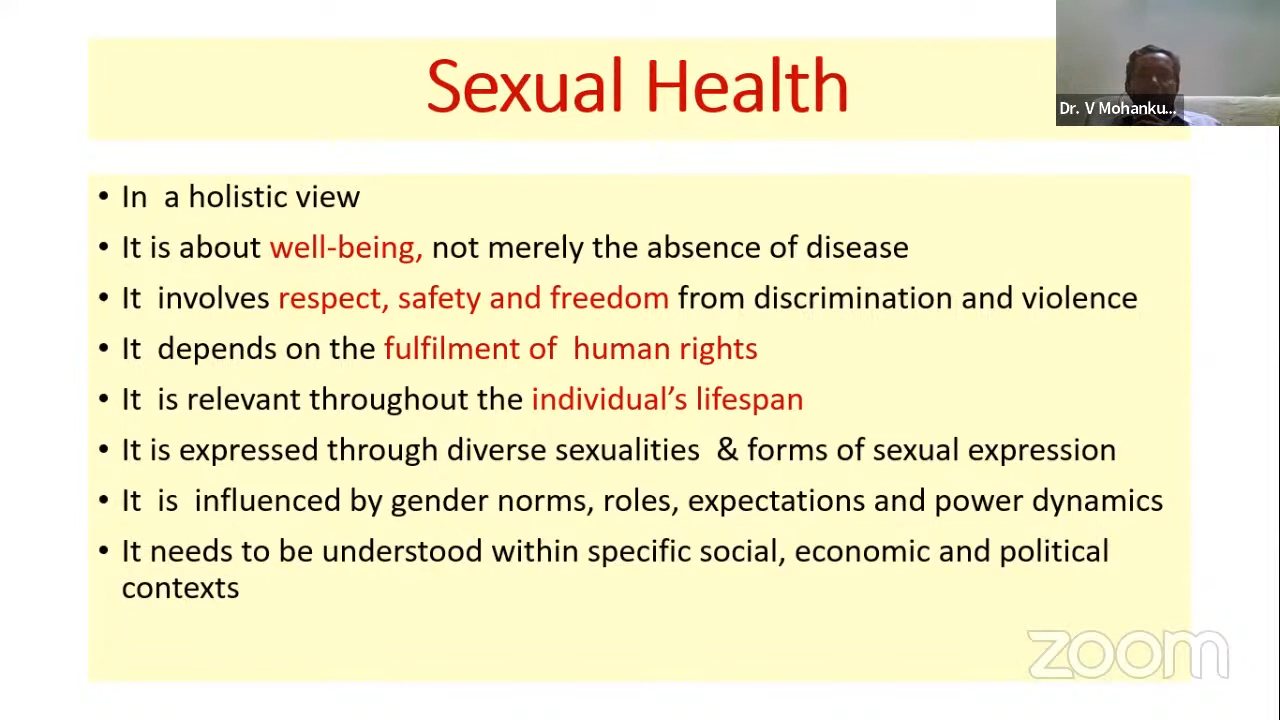 Sexual Health
Dr. V Mohanku...
• In a holistic view
• It is about well-being, not merely the absence of disease
• It involves respect, safety and freedom from discrimination and violence
• It depends on the fulfilment of human rights
• It is relevant throughout the individual’s lifespan
• It is expressed through diverse sexualities & forms of sexual expression
• It is influenced by gender norms, roles, expectations and power dynamics
• It needs to be understood within specific social, economic and political
contexts
zoom